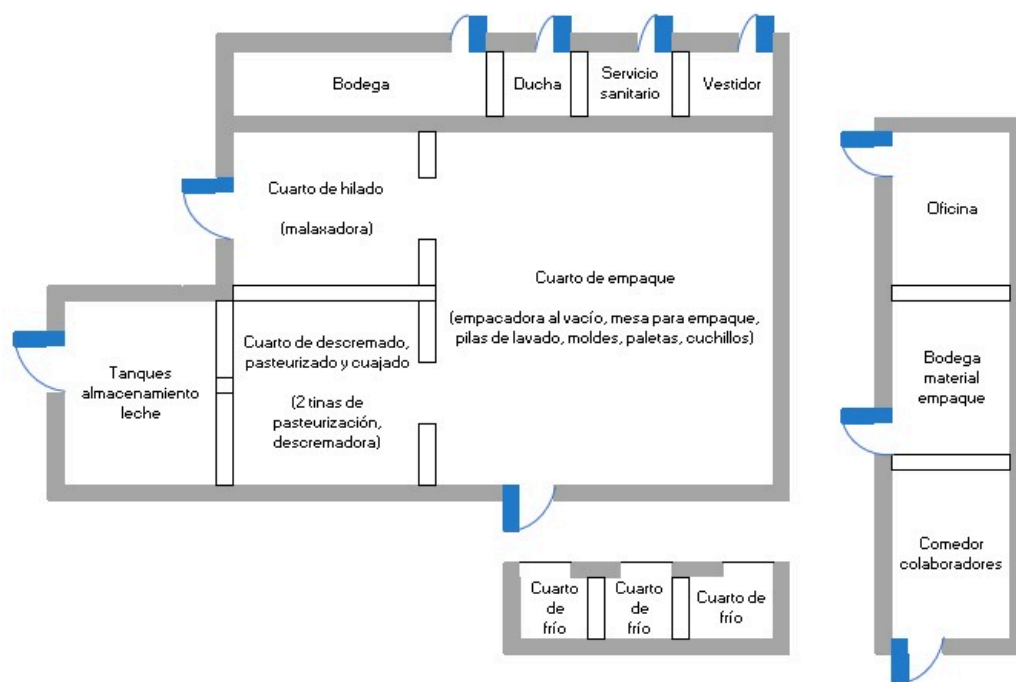 Bodega
Ducha
Servicio
sanitario
Vestidor
Cuarto de hilado
(malaxadora)
Oficina
Cuarto de empaque
(empacadora al vacío, mesa para empaque,
pilas de lavado, moldes, paletas, cuchillos)
Tanques
almacenamiento
leche
Cuarto de descremado,
pasteurizado y cuajado
(2 tinas de
pasteurización,
descremadora)
Bodega
material
empaque
Comedor
colaboradores
Cuarto
de
frío
Cuarto
de
frío
Cuarto de
frío